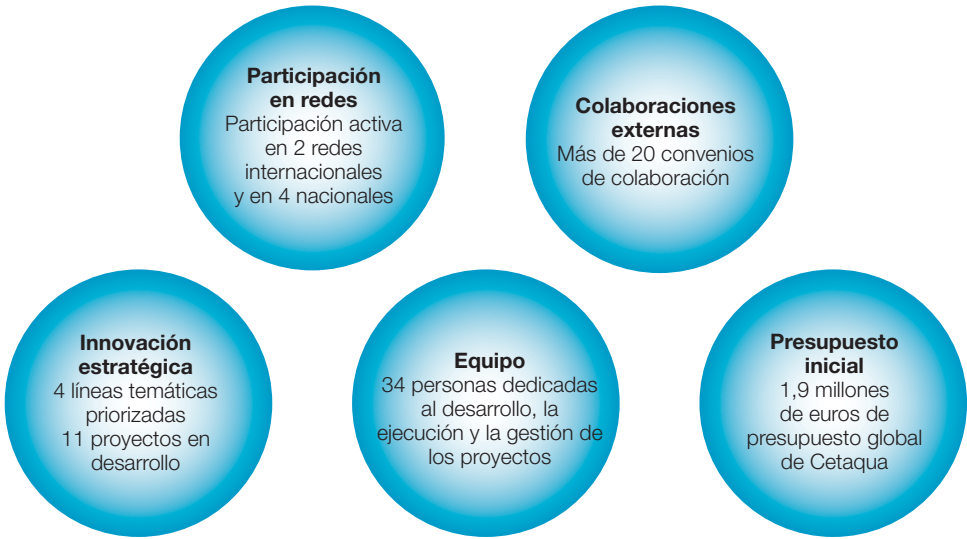 Participación
en redes
Participación activa
en 2 redes
internacionales
y en 4 nacionales
Colaboraciones
externas
Más de 20 convenios
de colaboración
Innovación
estratégica
4 líneas temáticas
priorizadas
11 proyectos en
desarrollo
Equipo
34 personas dedicadas
al desarrollo, la
ejecución y la gestión de
los proyectos
Presupuesto
inicial
1,9 millones
de euros de
presupuesto global
de Cetaqua